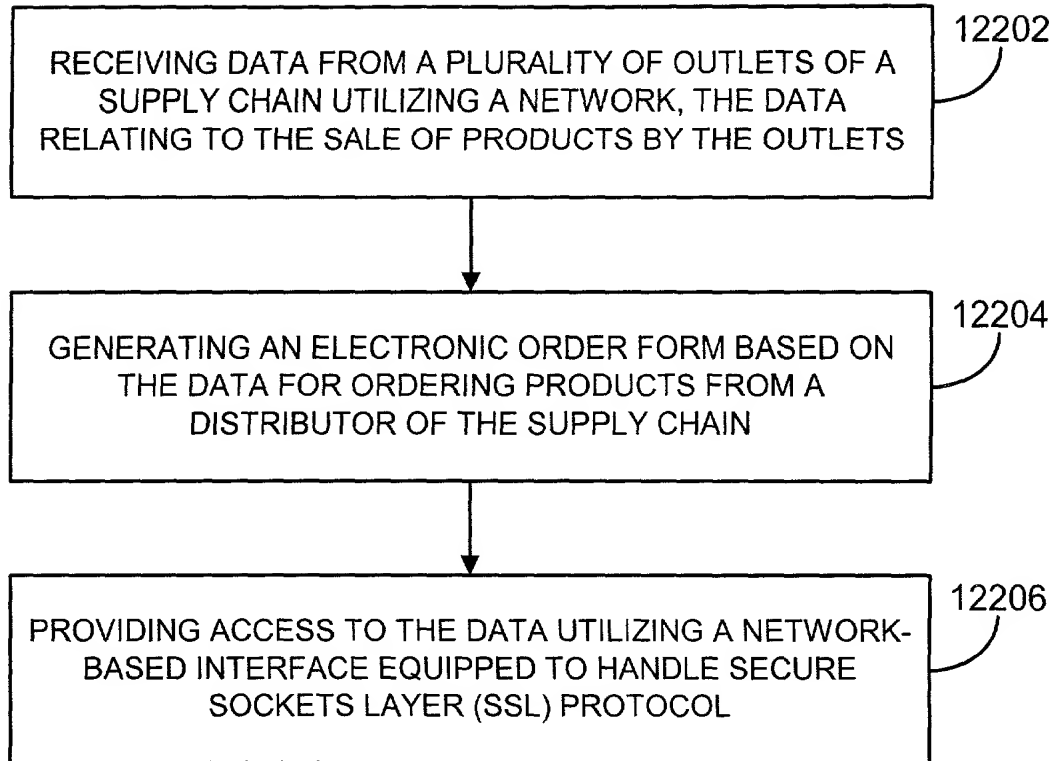 12202
RECEIVING DATA FROM A PLURALITY OF OUTLETS OF A
SUPPLY CHAIN UTILIZING A NETWORK, THE DATA
RELATING TO THE SALE OF PRODUCTS BY THE OUTLETS
12204
GENERATING AN ELECTRONIC ORDER FORM BASED ON
THE DATA FOR ORDERING PRODUCTS FROM A
DISTRIBUTOR OF THE SUPPLY CHAIN
12206
PROVIDING ACCESS TO THE DATA UTILIZING A NETWORK-
BASED INTERFACE EQUIPPED TO HANDLE SECURE
SOCKETS LAYER (SSL) PROTOCOL